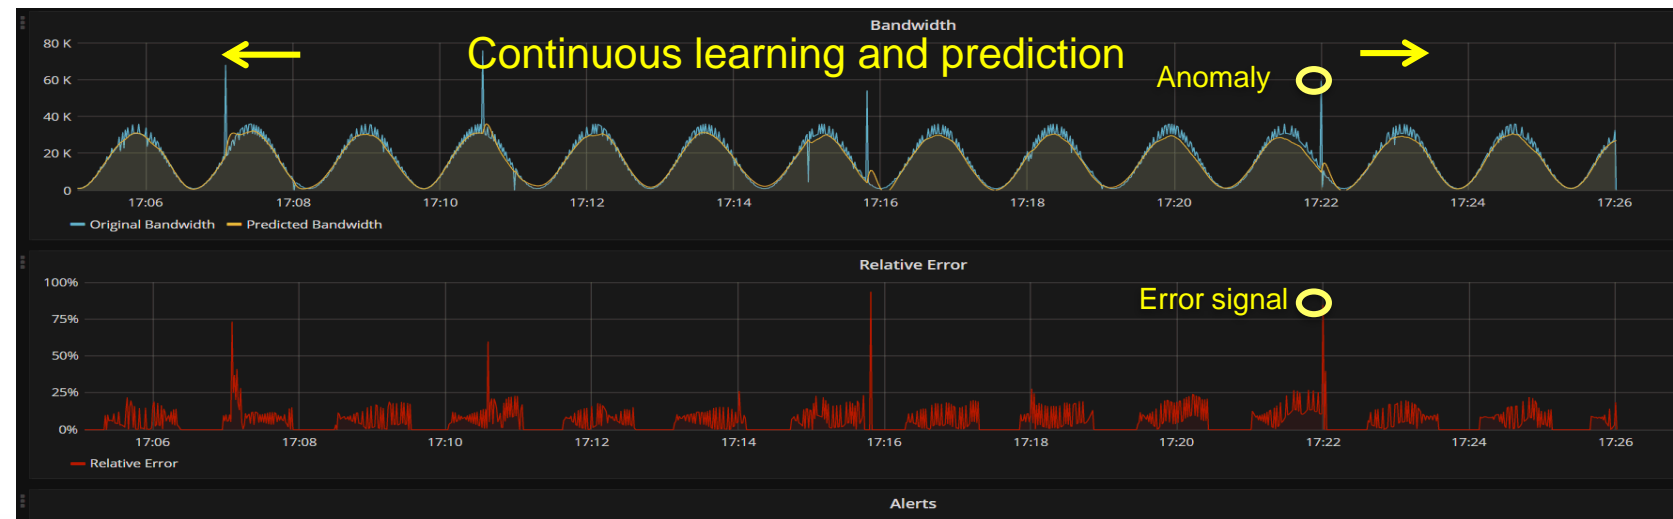 Bandwidth
80 K
Continuous learning and prediction
60 K
Anomaly
40 K
20 K
0
17:06 17:08 17:10 17:12 17:14 17:16 17:18 17:20 17:22 17:24 17:26
Original Bandwidth Predicted Bandwidth
Relative Error
100%
Error signal
75%
50%
25%
0%
17:06 17:08 17:10 17:12 17:14 17:16 17:18 17:20 17:22 17:24 17:26
Relative Error
Alerts